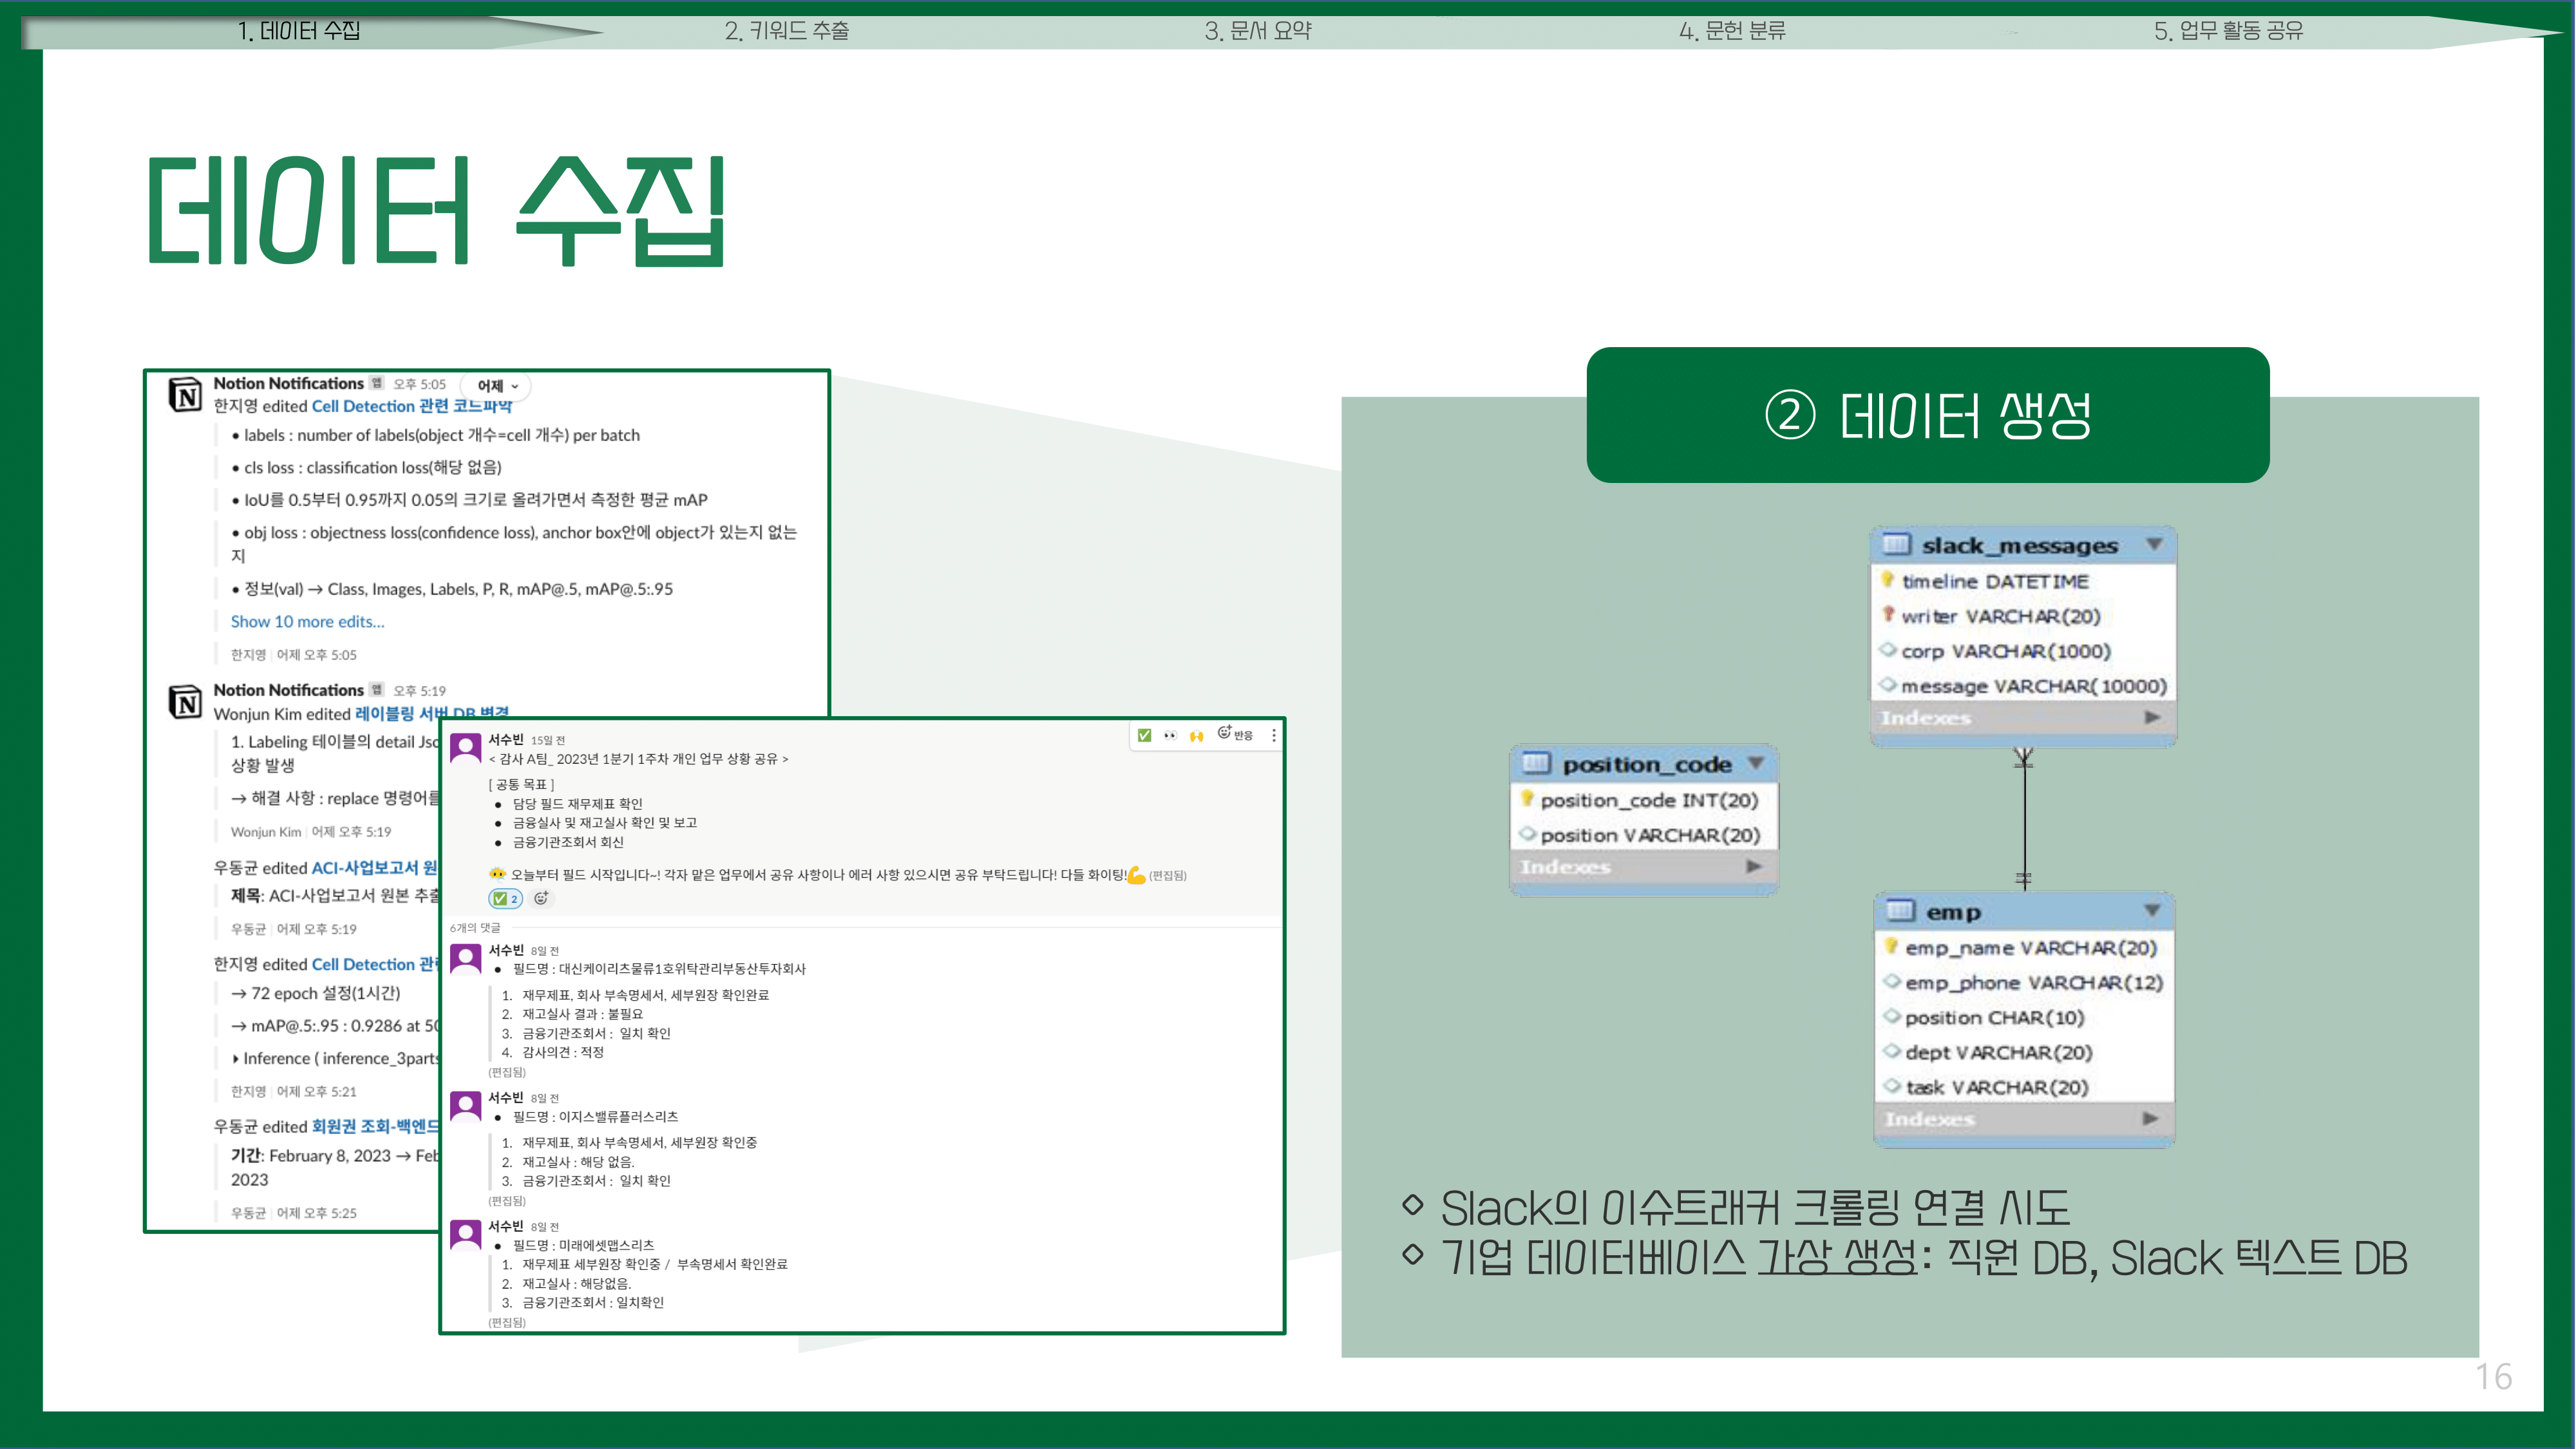 1. 데이터 수집
2. 키워드 추출
3. 문서 요약
4. 문헌 분류
5. 업무 활동 공유
데이터 수집
Notion Notifications 앱 오후 5:05
어제
한지영 edited Cell Detection 관련 코드파악
• labels : number of labels(object 개수=cell 개수) per batch
• cls loss : classification loss(해당 없음)
• IoU를 0.5부터 0.95까지 0.05의 크기로 올려가면서 측정한 평균 mAP
• obj loss : objectness loss(confidence loss), anchor box안에 object가 있는지 없는
지
• 정보(val) → Class, Images, Labels, P, R, mAP@.5, mAP@.5:.95
Show 10 more edits...
한지영 | 어제 오후 5:05
Notion Notifications 앱 오후 5:19
Wonjun Kim edited 레이블링 서버 DB 변경
1. Labeling 테이블의 detail Jsc
상황 발생
→ 해결 사항 : replace 명령어를
Wonjun Kim | 어제 오후 5:19
우동균 edited ACI-사업보고서 원
제목: ACI-사업보고서 원본 추출
우동균 | 어제 오후 5:19
한지영 edited Cell Detection 관
→ 72 epoch 설정(1시간)
→ mAP@.5:.95 : 0.9286 at 50
▸ Inference ( inference_3parts
한지영 | 어제 오후 5:21
우동균 edited 회원권 조회-백엔드
기간: February 8, 2023 → Feb
2023
우동균 | 어제 오후 5:25
서수빈 15일 전
반응
< 감사 A팀_ 2023년 1분기 1주차 개인 업무 상황 공유 >
[ 공통 목표 ]
• 담당 필드 재무제표 확인
• 금융실사 및 재고실사 확인 및 보고
• 금융기관조회서 회신
오늘부터 필드 시작입니다~! 각자 맡은 업무에서 공유 사항이나 에러 사항 있으시면 공유 부탁드립니다! 다들 화이팅!💪 (편집됨)
✅ 2
6개의 댓글
서수빈 8일 전
• 필드명 : 대신케이리츠물류1호위탁관리부동산투자회사
1. 재무제표, 회사 부속명세서, 세부원장 확인완료
2. 재고실사 결과 : 불필요
3. 금융기관조회서 : 일치 확인
4. 감사의견 : 적정
(편집됨)
서수빈 8일 전
• 필드명 : 이지스밸류플러스리츠
1. 재무제표, 회사 부속명세서, 세부원장 확인중
2. 재고실사 : 해당 없음.
3. 금융기관조회서 : 일치 확인
(편집됨)
서수빈 8일 전
• 필드명 : 미래에셋맵스리츠
1. 재무제표 세부원장 확인중 / 부속명세서 확인완료
2. 재고실사 : 해당없음.
3. 금융기관조회서 : 일치확인
(편집됨)
② 데이터 생성
slack_messages
timeline DATETIME
writer VARCHAR(20)
corp VARCHAR(1000)
message VARCHAR(10000)
Indexes
position_code
position_code INT(20)
position VARCHAR(20)
Indexes
emp
emp_name VARCHAR(20)
emp_phone VARCHAR(12)
position CHAR(10)
dept VARCHAR(20)
task VARCHAR(20)
Indexes
◇ Slack의 이슈트래커 크롤링 연결 시도
◇ 기업 데이터베이스 가상 생성: 직원 DB, Slack 텍스트 DB
16